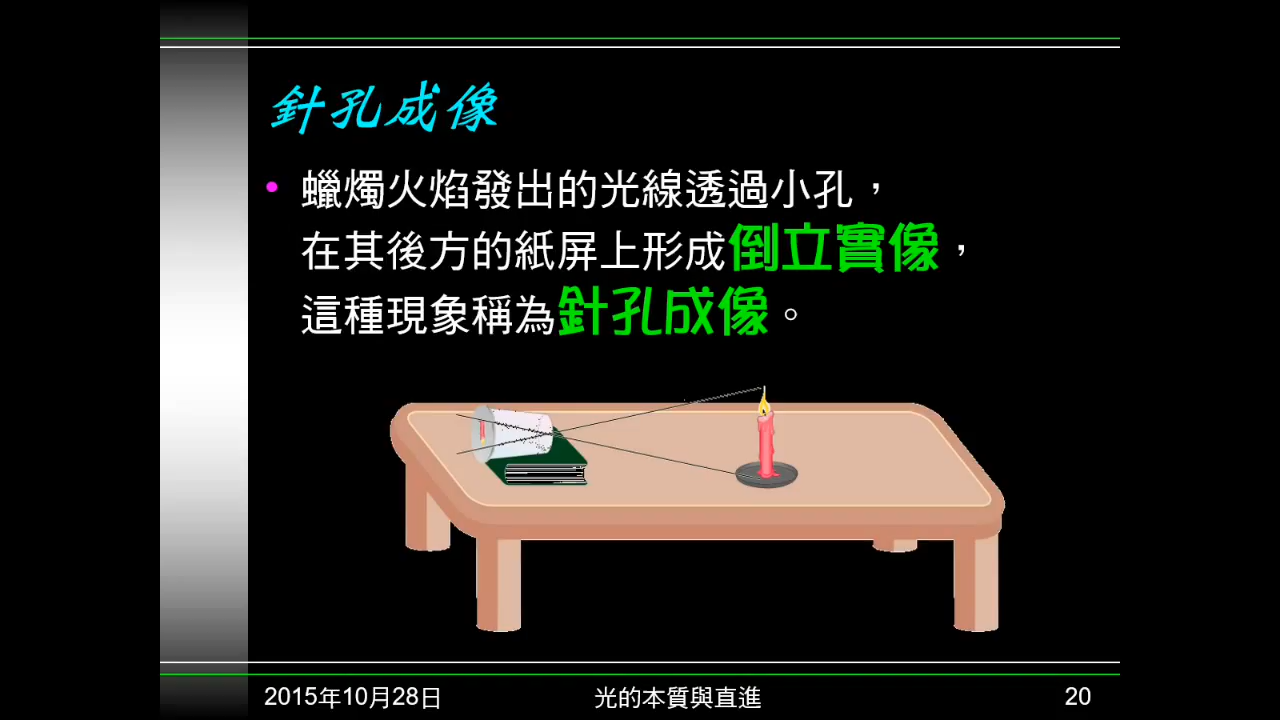 針孔成像
• 蠟燭火焰發出的光線透過小孔，
在其後方的紙屏上形成倒立實像，
這種現象稱為針孔成像。
2015年10月28日
光的本質與直進
20